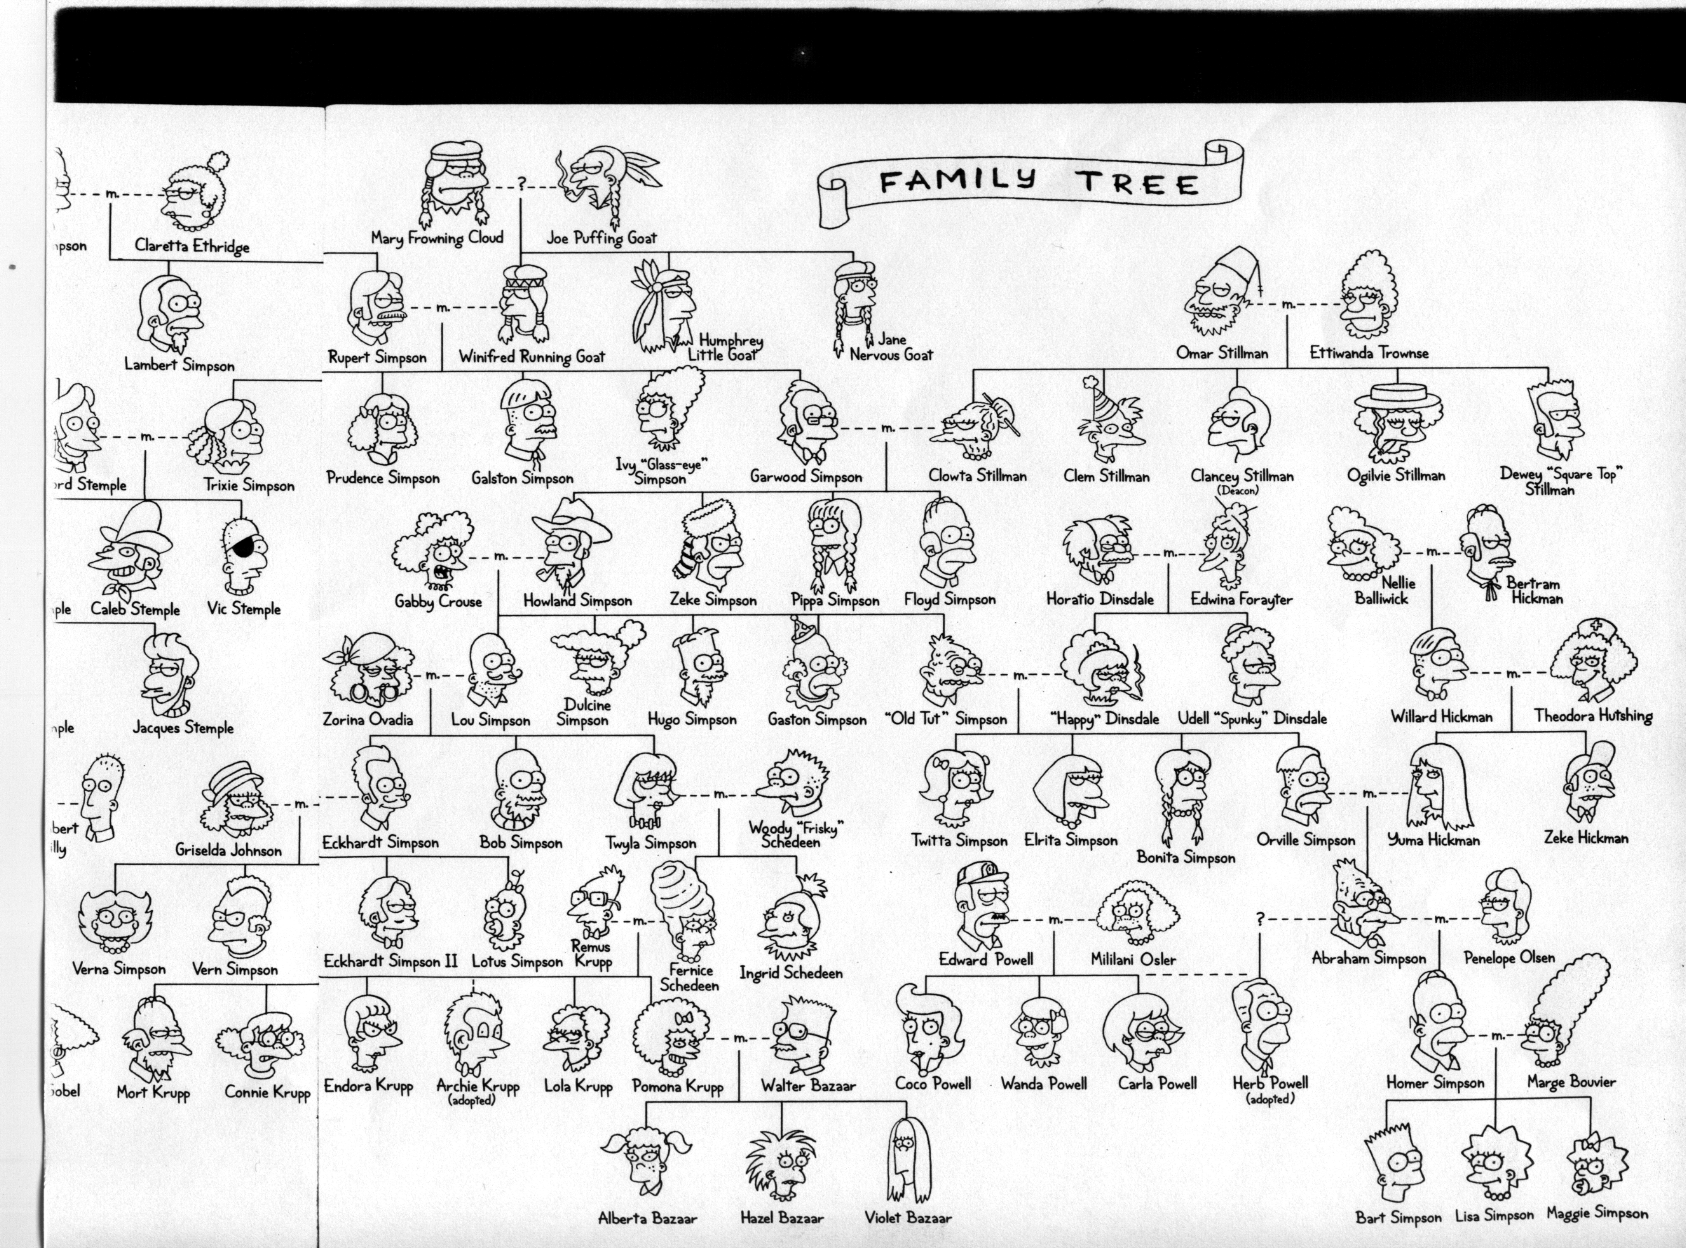 FAMILY TREE
m.
?
Mary Frowning Cloud
Joe Puffing Goat
Claretta Ethridge
m.
m.
Humphrey
Little Goat
Jane
Nervous Goat
Lambert Simpson
Rupert Simpson
Winifred Running Goat
Omar Stillman
Ettiwanda Trownse
m.
m.
Stemple
Trixie Simpson
Prudence Simpson
Galston Simpson
Ivy "Glass-eye"
Simpson
Garwood Simpson
Clowta Stillman
Clem Stillman
Clancey Stillman
(Deacon)
Ogilvie Stillman
Dewey "Square Top"
Stillman
m.
m.
m.
Caleb Stemple
Vic Stemple
Gabby Crouse
Howland Simpson
Zeke Simpson
Pippa Simpson
Floyd Simpson
Horatio Dinsdale
Edwina Forayter
Nellie
Balliwick
Bertram
Hickman
m.
m.
m.
Jacques Stemple
Zorina Ovadia
Lou Simpson
Dulcine
Simpson
Hugo Simpson
Gaston Simpson
"Old Tut" Simpson
"Happy" Dinsdale
Udell "Spunky" Dinsdale
Willard Hickman
Theodora Hutshing
m.
m.
m.
Griselda Johnson
Eckhardt Simpson
Bob Simpson
Twyla Simpson
Woody "Frisky"
Schedeen
Twitta Simpson
Elrita Simpson
Bonita Simpson
Orville Simpson
Yuma Hickman
Zeke Hickman
m.
m.
?
m.
Verna Simpson
Vern Simpson
Eckhardt Simpson II
Lotus Simpson
Remus
Krupp
Fernice
Schedeen
Ingrid Schedeen
Edward Powell
Mililani Osler
Abraham Simpson
Penelope Olsen
m.
m.
Mort Krupp
Connie Krupp
Endora Krupp
Archie Krupp
(adopted)
Lola Krupp
Pomona Krupp
Walter Bazaar
Coco Powell
Wanda Powell
Carla Powell
Herb Powell
(adopted)
Homer Simpson
Marge Bouvier
Alberta Bazaar
Hazel Bazaar
Violet Bazaar
Bart Simpson
Lisa Simpson
Maggie Simpson